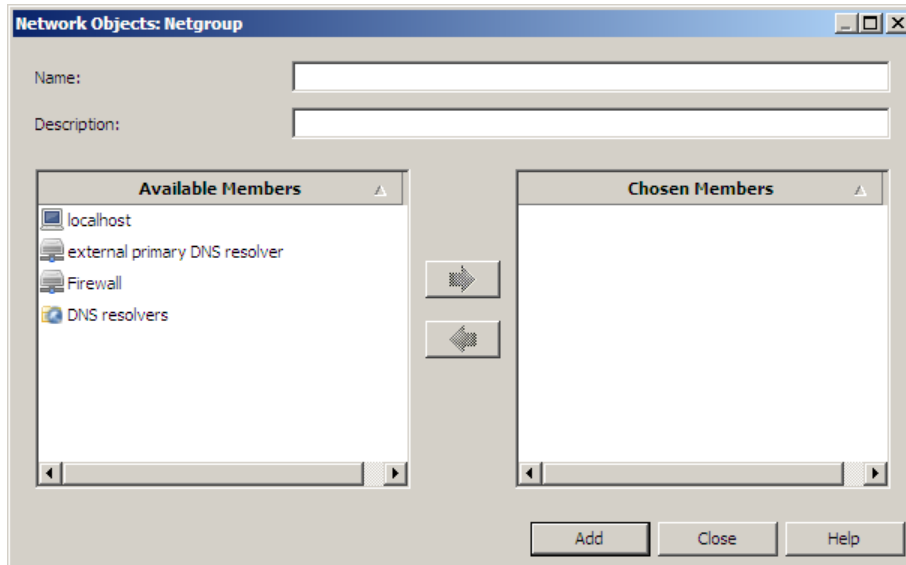 Network Objects: Netgroup
Name:
Description:
Available Members
localhost
external primary DNS resolver
Firewall
DNS resolvers
Chosen Members
Add Close Help